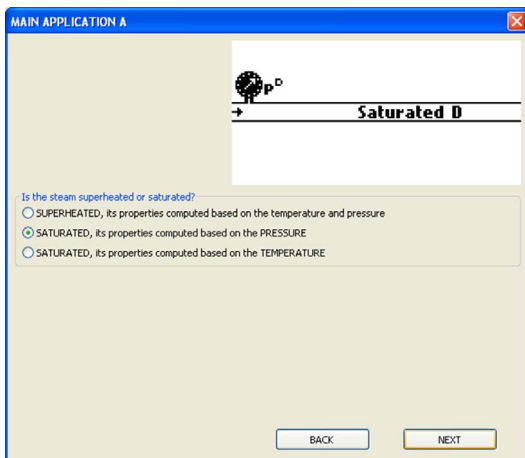 MAIN APPLICATION A
pD
Saturated D
Is the steam superheated or saturated?
SUPERHEATED, its properties computed based on the temperature and pressure
SATURATED, its properties computed based on the PRESSURE
SATURATED, its properties computed based on the TEMPERATURE
BACK
NEXT